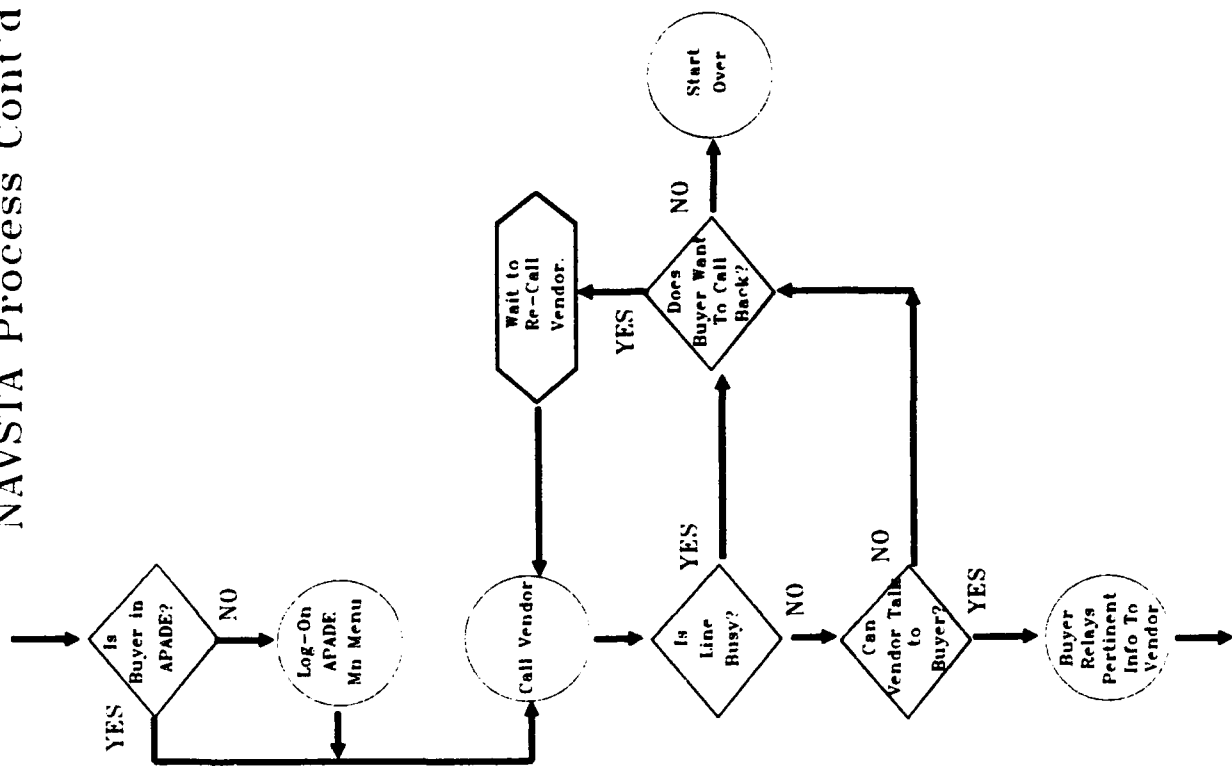 NAVSTA Process Cont'd
Is
Buyer in
APADE?
YES
NO
Log-On
APADE
Mn Menu
Call Vendor
Wait to
Re-Call
Vendor.
Is
Line
Busy?
YES
NO
Does
Buyer Want
To Call
Back?
YES
NO
Start
Over
Can
Vendor Talk
to
Buyer?
NO
YES
Buyer
Relays
Pertinent
Info To
Vendor